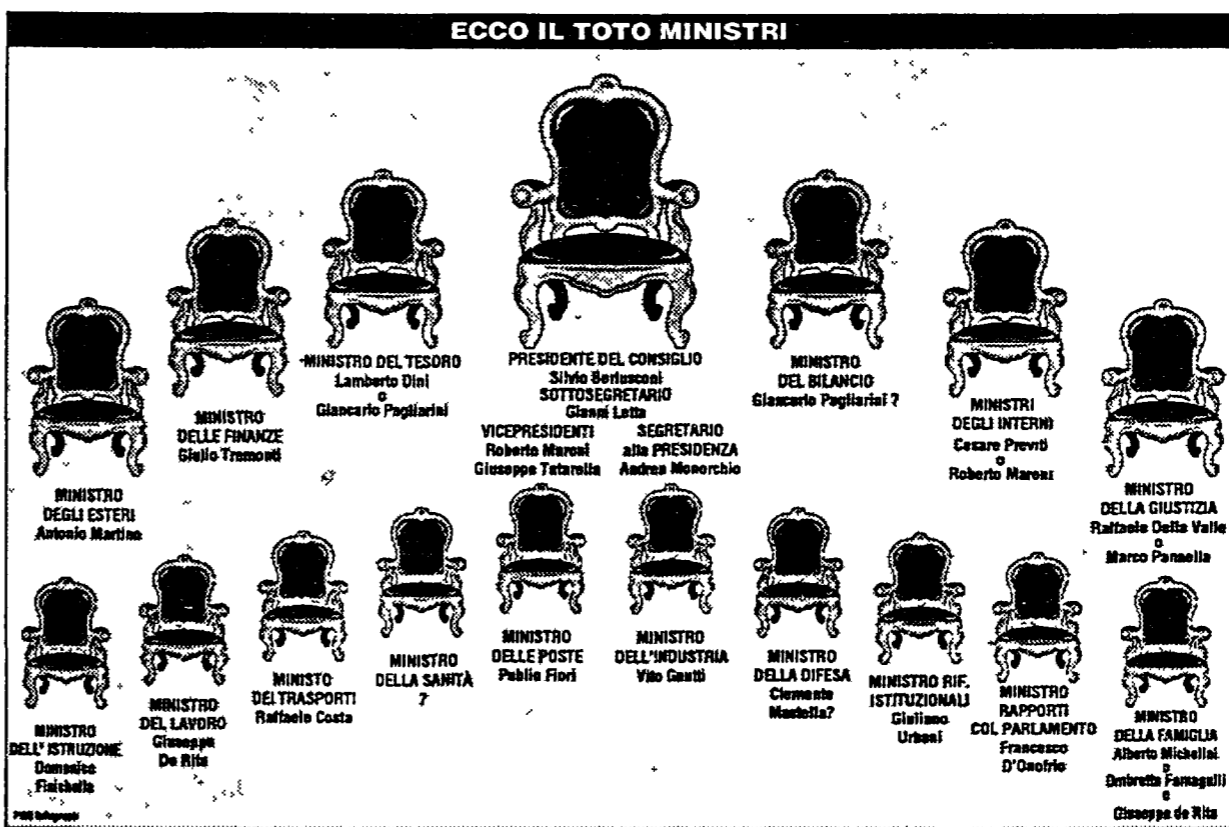 ECCO IL TOTO MINISTRI
PRESIDENTE DEL CONSIGLIO
Silvio Berlusconi
SOTTOSEGRETARIO
Gianni Letta
VICEPRESIDENTI
Roberto Maroni
Giuseppe Tatarella
SEGRETARIO
alla PRESIDENZA
Andrea Monorchio
MINISTRO DEL TESORO
Lamberto Dini
o
Giancarlo Pagliarini
MINISTRO
DEL BILANCIO
Giancarlo Pagliarini ?
MINISTRO
DELLE FINANZE
Giulio Tremonti
MINISTRI
DEGLI INTERNI
Cesare Previti
o
Roberto Maroni
MINISTRO
DEGLI ESTERI
Antonio Martino
MINISTRO
DELLA GIUSTIZIA
Raffaele Della Valle
o
Marco Pannella
MINISTRO
DELL' ISTRUZIONE
Domenico
Fisichella
MINISTRO
DEL LAVORO
Giuseppe
De Rita
MINISTO
DEI TRASPORTI
Raffaele Costa
MINISTRO
DELLA SANITÀ
?
MINISTRO
DELLE POSTE
Publio Fiori
MINISTRO
DELL'INDUSTRIA
Vito Gnutti
MINISTRO
DELLA DIFESA
Clemente
Mastella?
MINISTRO RIF.
ISTITUZIONALI
Giuliano
Urbani
MINISTRO
RAPPORTI
COL PARLAMENTO
Francesco
D'Onofrio
MINISTRO
DELLA FAMIGLIA
Alberto Michelini
o
Ombretta Fumagalli
o
Giuseppe de Rita
P&G Infograph